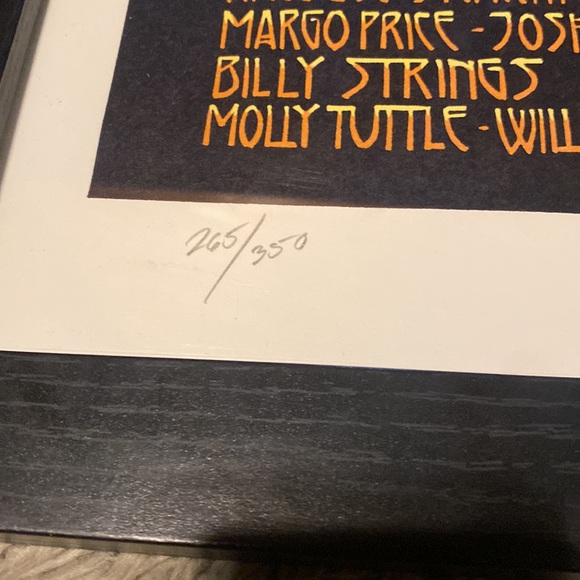 MARGO PRICE - JOSH
BILLY STRINGS
MOLLY TUTTLE - WILL
265/350